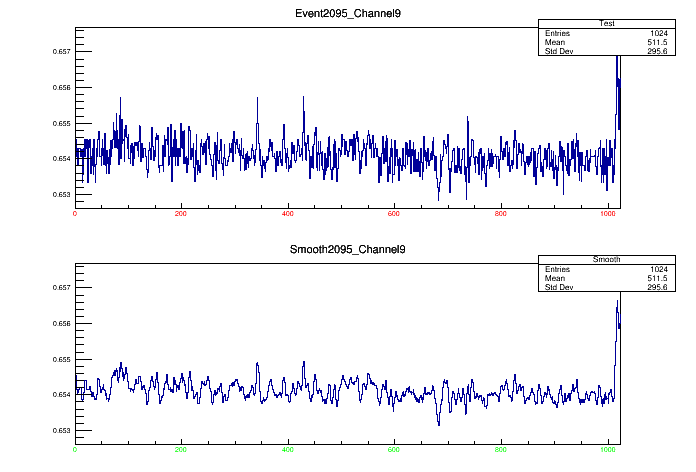 Event2095_Channel9
Test
Entries 1024
Mean 511.5
Std Dev 295.6
0.657
0.656
0.655
0.654
0.653
0 200 400 600 800 1000
Smooth2095_Channel9
Smooth
Entries 1024
Mean 511.5
Std Dev 295.6
0.657
0.656
0.655
0.654
0.653
0 200 400 600 800 1000